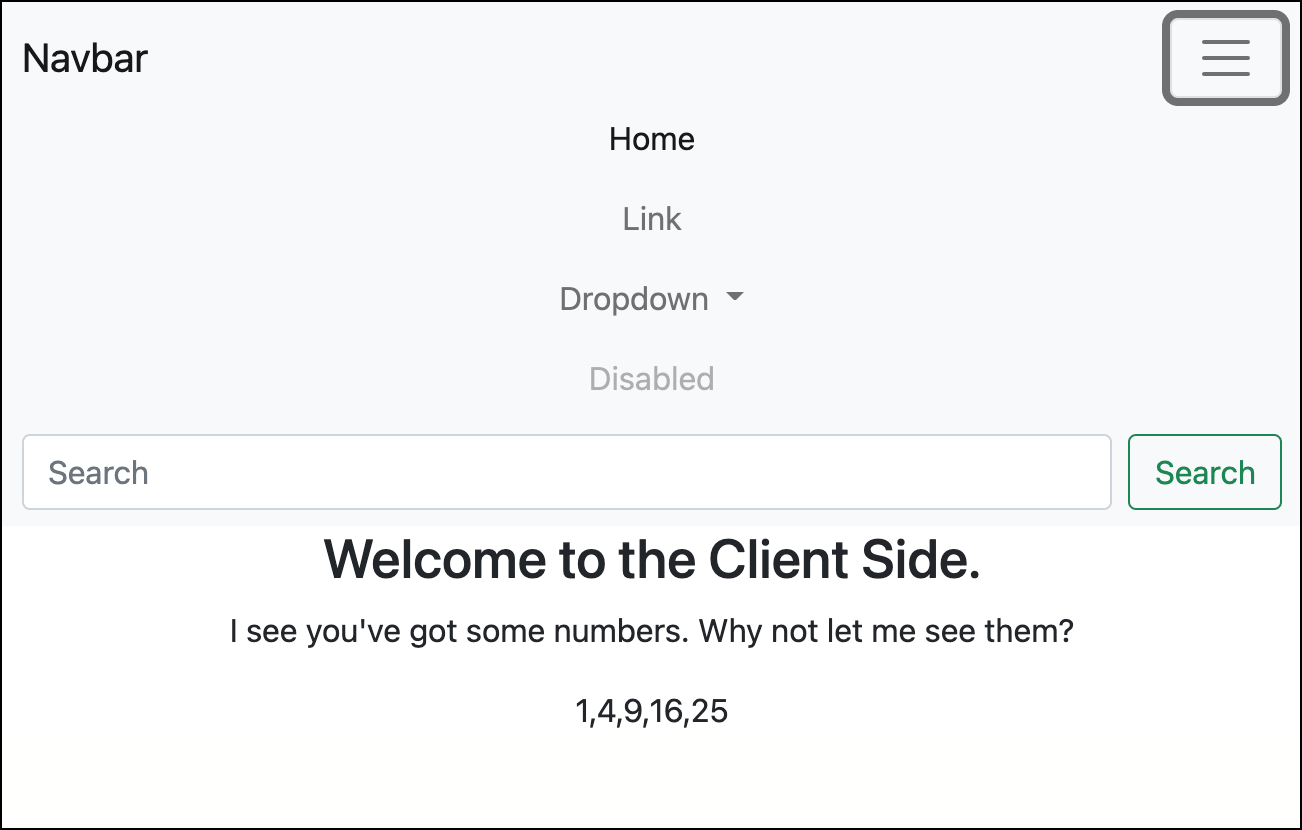 Navbar
Home
Link
Dropdown
Disabled
Search Search
Welcome to the Client Side.
I see you've got some numbers. Why not let me see them?
1,4,9,16,25